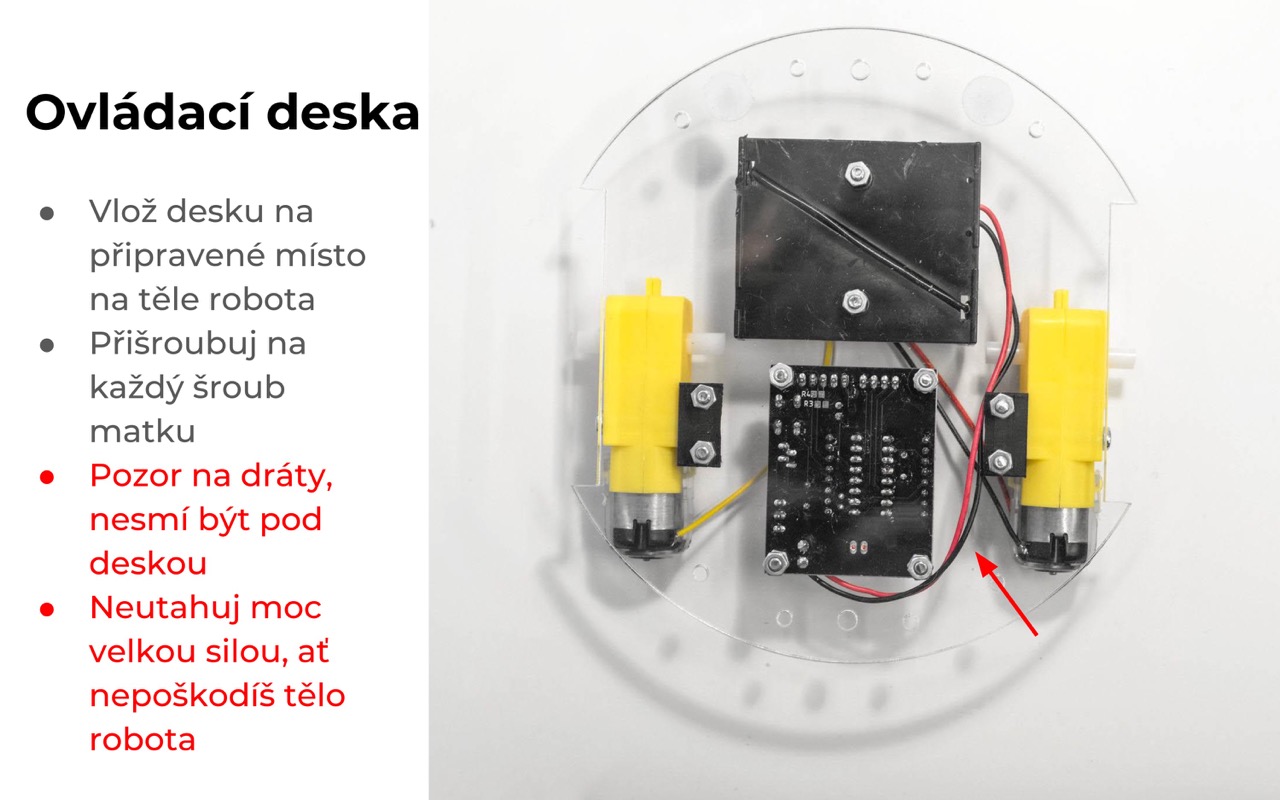 Ovládací deska
● Vlož desku na
připravené místo
na těle robota
● Přišroubuj na
každý šroub
matku
● Pozor na dráty,
nesmí být pod
deskou
● Neutahuj moc
velkou silou, ať
nepoškodíš tělo
robota
R4
R3